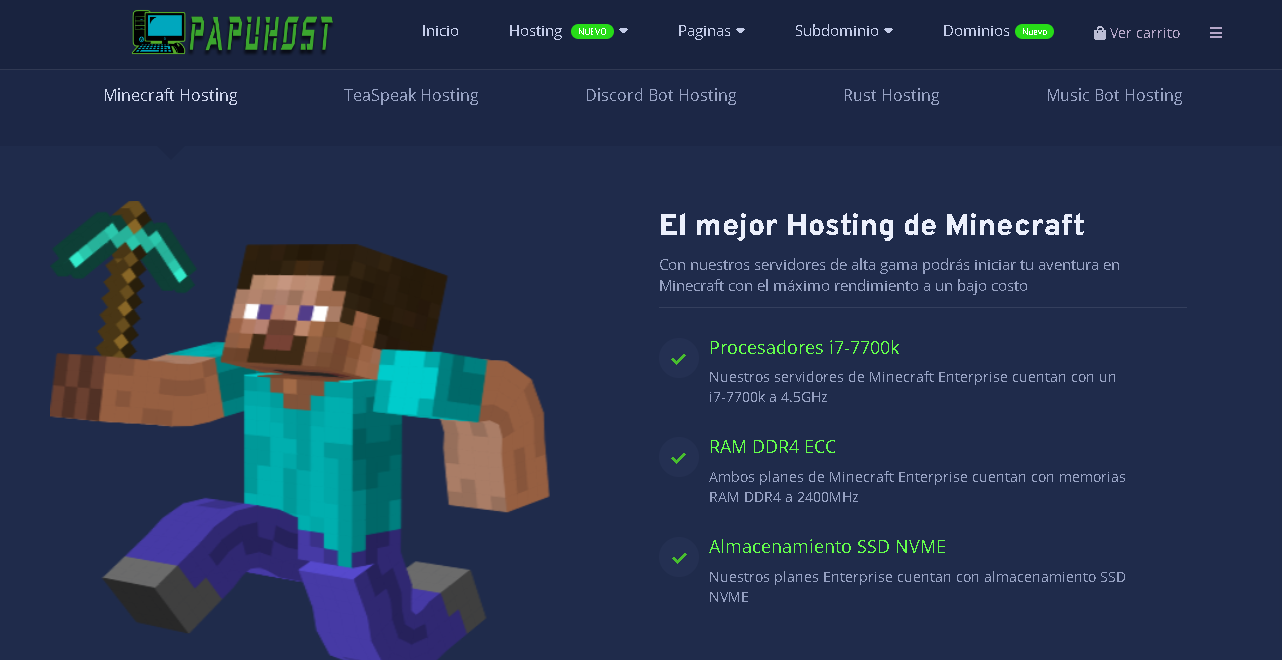 PAPUHOST
Inicio
Hosting NUEVO
Paginas
Subdominio
Dominios Nuevo
Ver carrito
Minecraft Hosting
TeaSpeak Hosting
Discord Bot Hosting
Rust Hosting
Music Bot Hosting
El mejor Hosting de Minecraft
Con nuestros servidores de alta gama podrás iniciar tu aventura en
Minecraft con el máximo rendimiento a un bajo costo
Procesadores i7-7700k
Nuestros servidores de Minecraft Enterprise cuentan con un
i7-7700k a 4.5GHz
RAM DDR4 ECC
Ambos planes de Minecraft Enterprise cuentan con memorias
RAM DDR4 a 2400MHz
Almacenamiento SSD NVME
Nuestros planes Enterprise cuentan con almacenamiento SSD
NVME